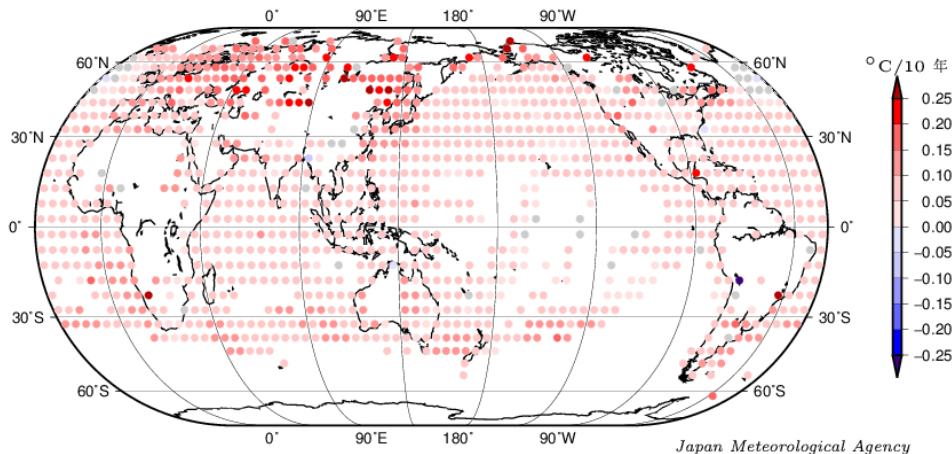 0˚ 90˚E 180˚ 90˚W
60˚N
30˚N
0˚
30˚S
60˚S
60˚N
30˚N
0˚
30˚S
60˚S
0˚ 90˚E 180˚ 90˚W
°C/10 年
0.25
0.20
0.15
0.10
0.05
0.00
−0.05
−0.10
−0.15
−0.20
−0.25
Japan Meteorological Agency